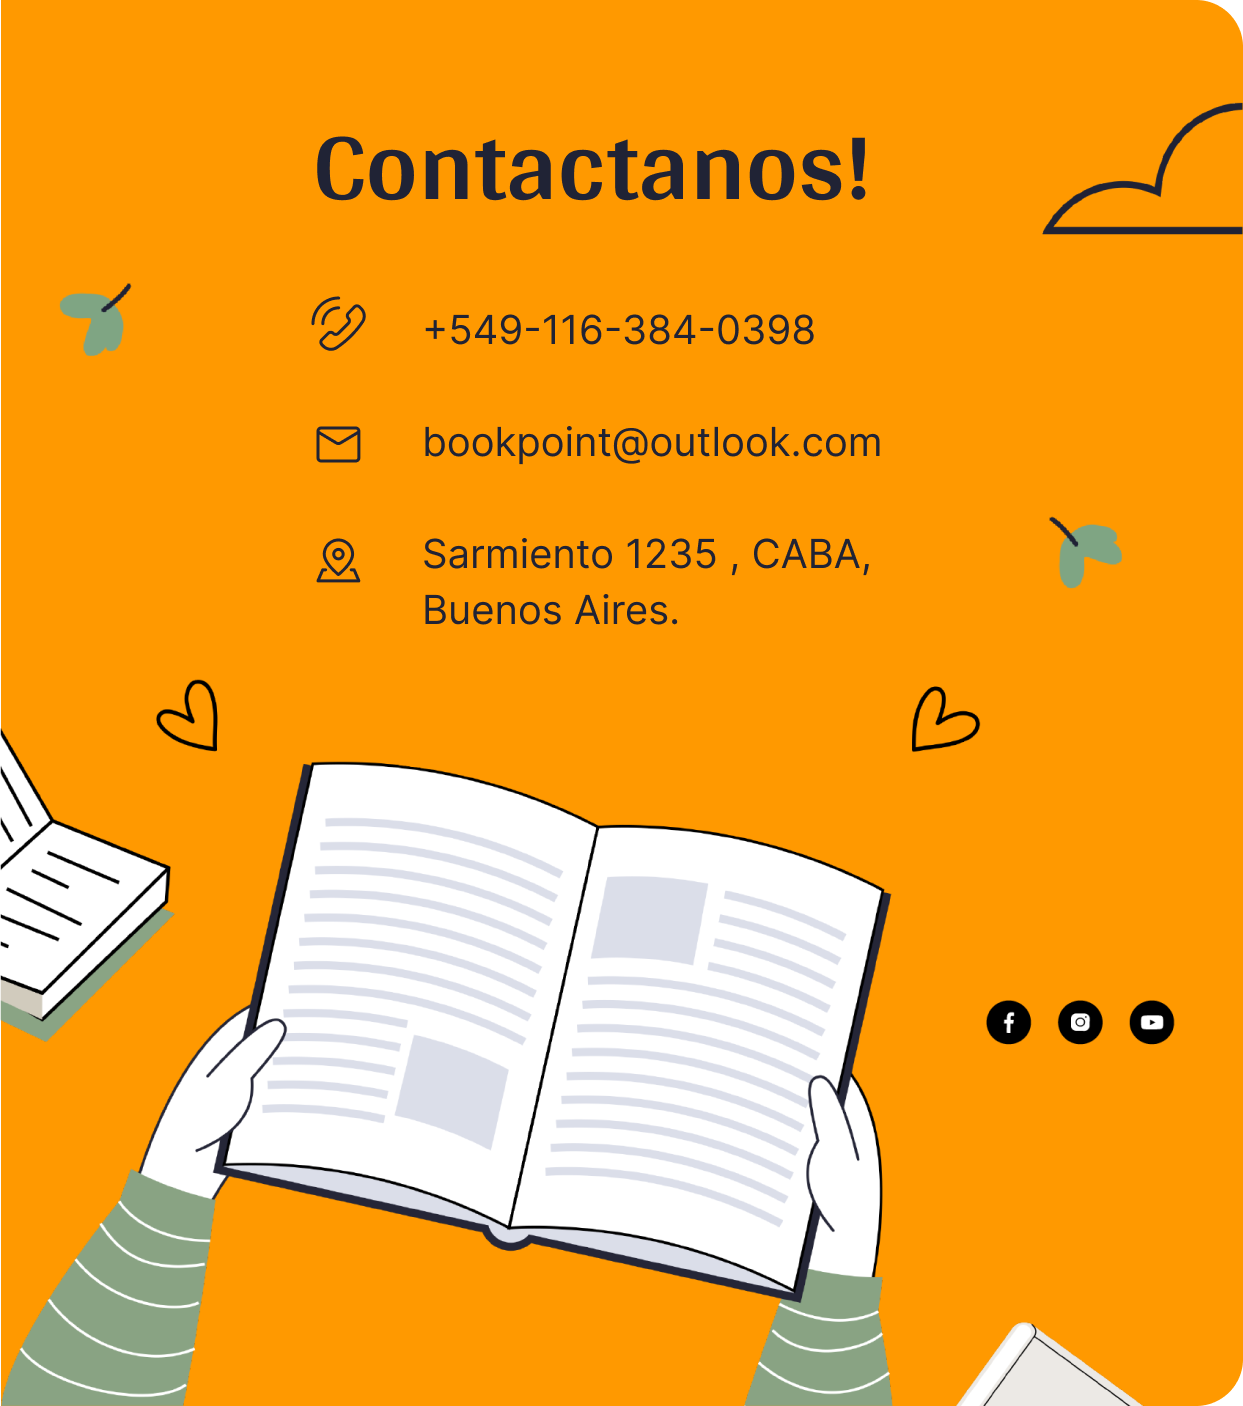 Contactanos!
+549-116-384-0398
bookpoint@outlook.com
Sarmiento 1235 , CABA,
Buenos Aires.